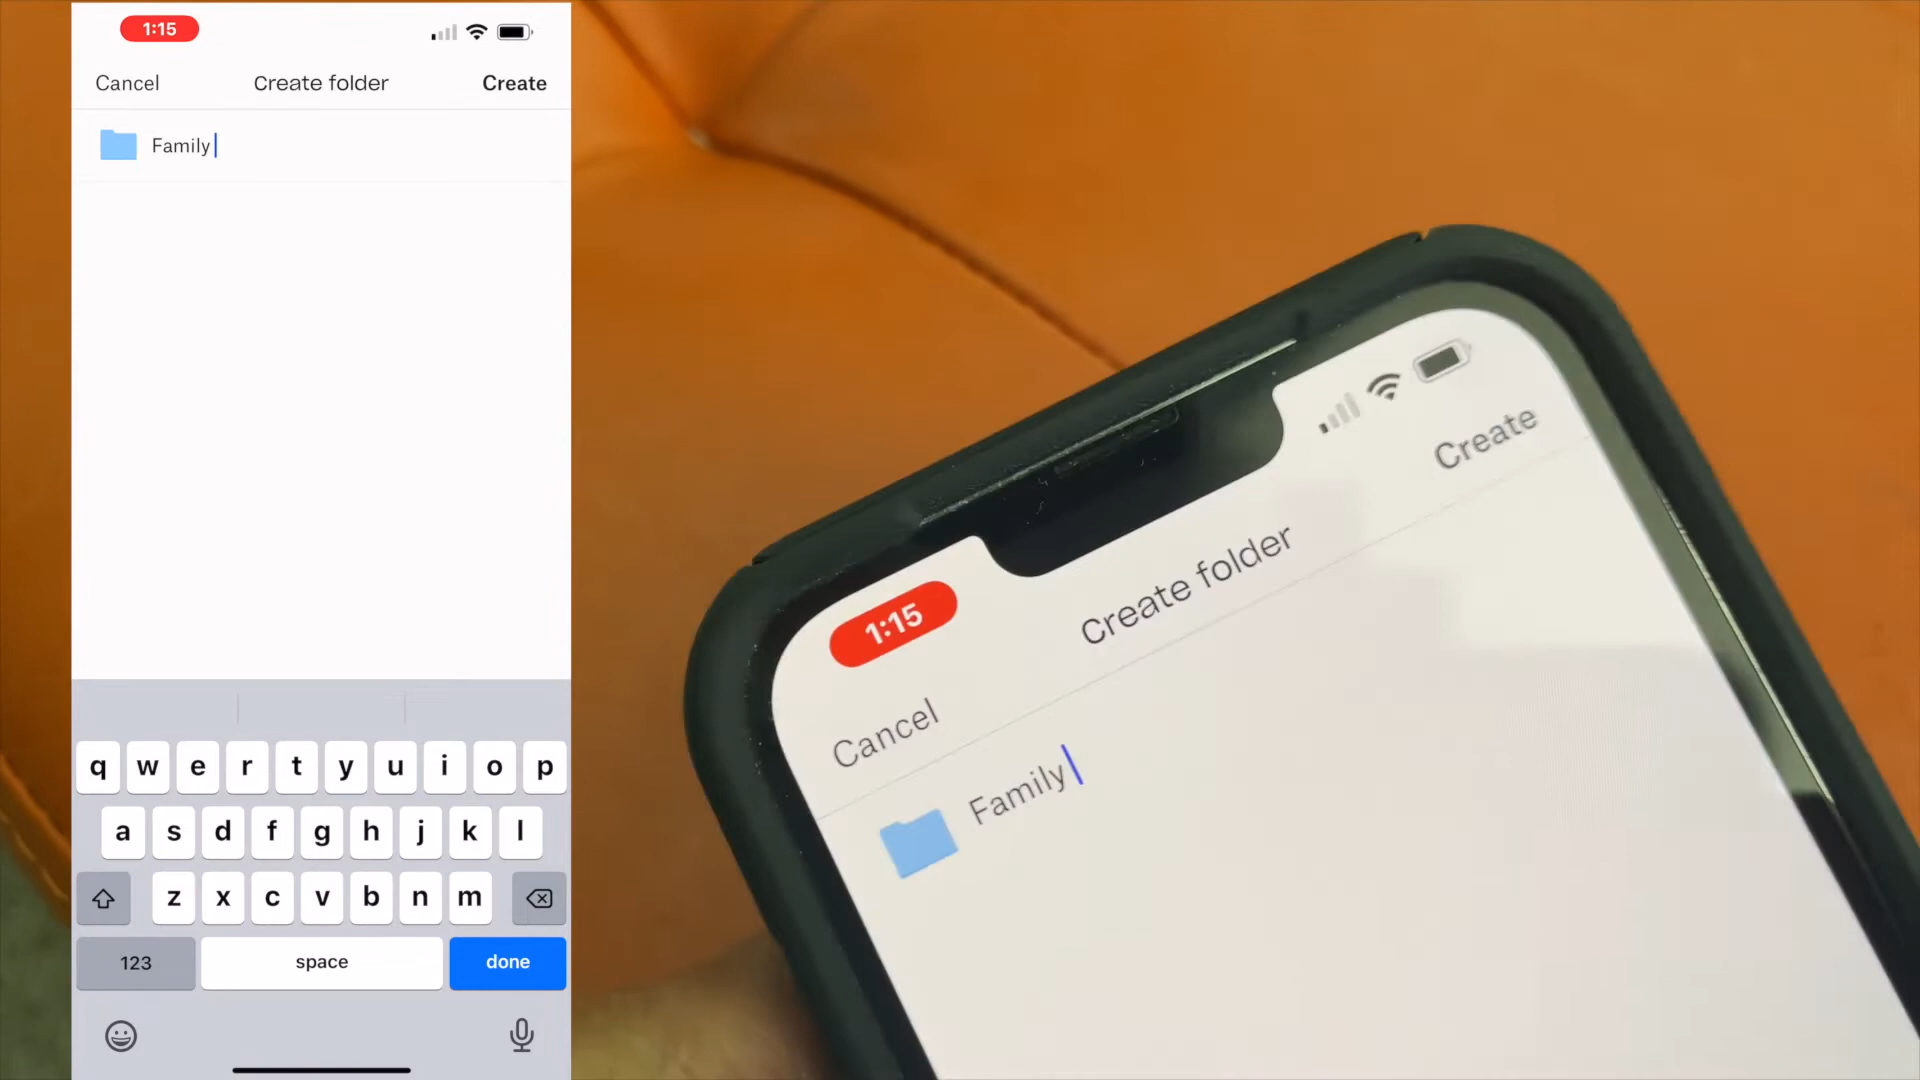 1:15
Cancel Create folder Create
Family
q w e r t y u i o p
a s d f g h j k l
z x c v b n m
123 space done
1:15
Cancel Create folder Create
Family